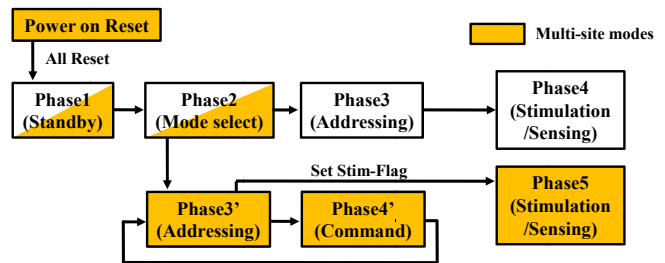 Power on Reset
Multi-site modes
All Reset
Phase1
(Standby)
Phase2
(Mode select)
Phase3
(Addressing)
Phase4
(Stimulation
/Sensing)
Set Stim-Flag
Phase3'
(Addressing)
Phase4'
(Command)
Phase5
(Stimulation
/Sensing)